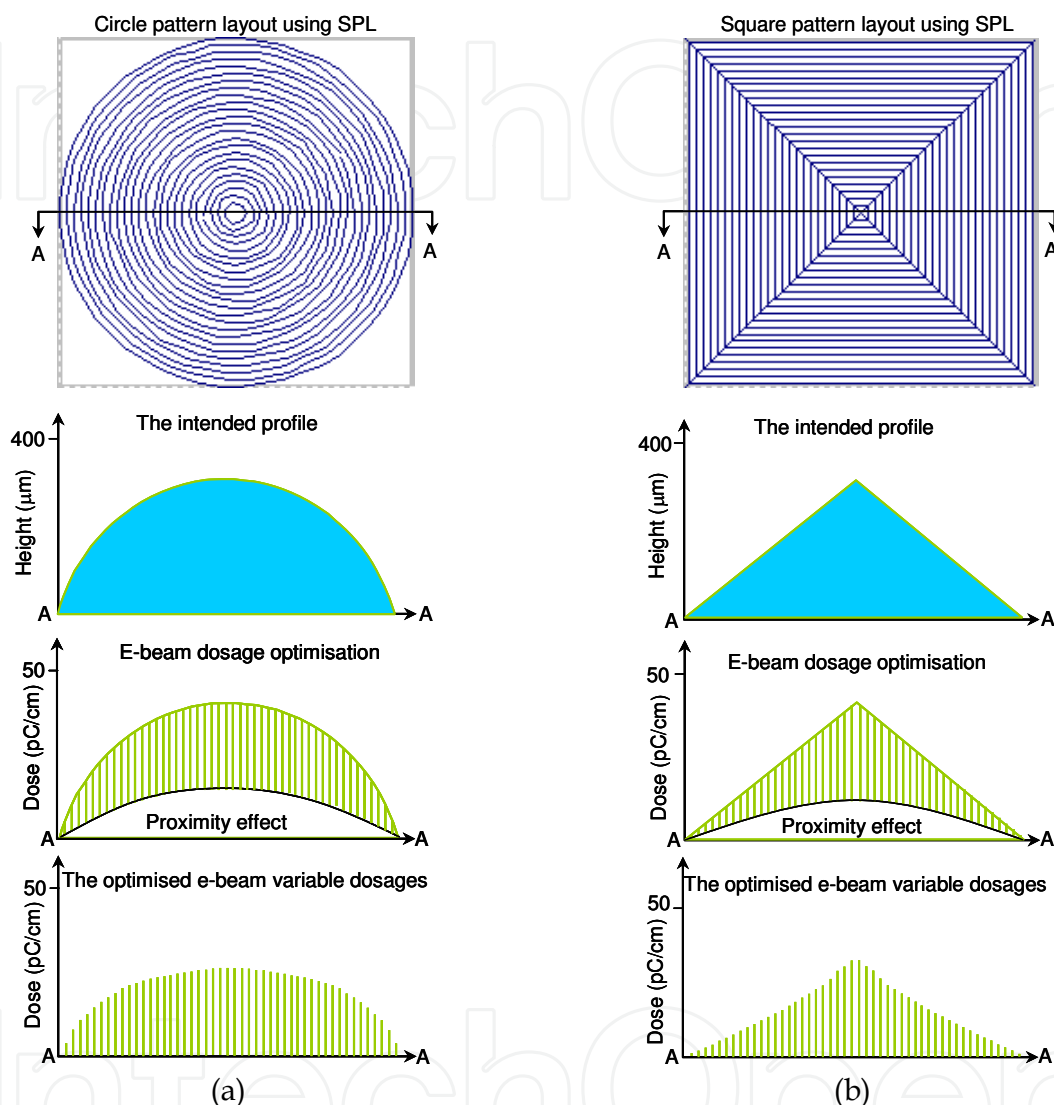 Circle pattern layout using SPL
A
A
The intended profile
400
Height (µm)
A
A
E-beam dosage optimisation
50
Dose (pC/cm)
Proximity effect
A
A
The optimised e-beam variable dosages
50
Dose (pC/cm)
A
A
(a)
Square pattern layout using SPL
A
A
The intended profile
400
Height (µm)
A
A
E-beam dosage optimisation
50
Dose (pC/cm)
Proximity effect
A
A
The optimised e-beam variable dosages
50
Dose (pC/cm)
A
A
(b)